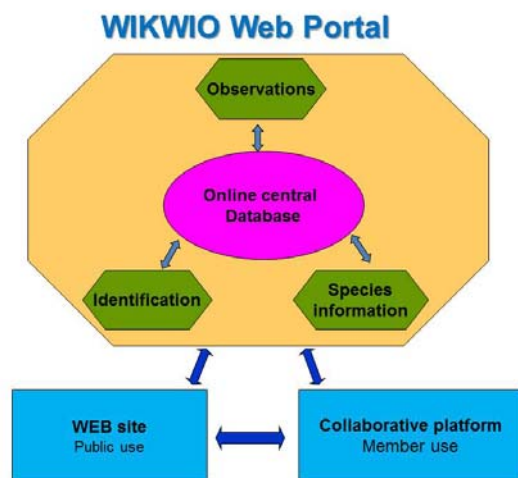 WIKWIO Web Portal
Observations
Online central
Database
Identification
Species
information
WEB site
Public use
Collaborative platform
Member use